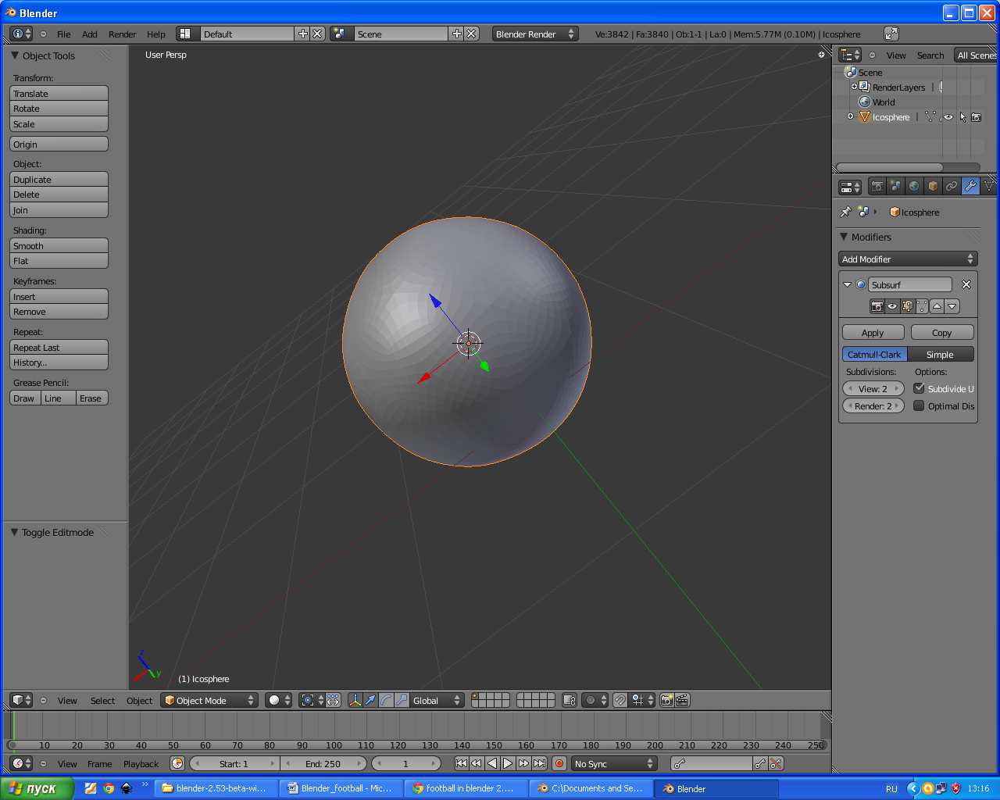 Blender
File Add Render Help Default Scene Blender Render Ve:3842 | Fa:3840 | Ob:1-1 | La:0 | Mem:5.77M (0.10M) | Icosphere
Object Tools
Transform:
Translate
Rotate
Scale
Origin
Object:
Duplicate
Delete
Join
Shading:
Smooth
Flat
Keyframes:
Insert
Remove
Repeat:
Repeat Last
History...
Grease Pencil:
Draw Line Erase
Toggle Editmode
User Persp
z
y
(1) Icosphere
View Search All Scenes
Scene
RenderLayers |
World
Icosphere |
Icosphere
Modifiers
Add Modifier
Subsurf
Apply Copy
Catmull-Clark Simple
Subdivisions: Options:
View: 2 Subdivide U
Render: 2 Optimal Dis
View Select Object Object Mode Global
10 20 30 40 50 60 70 80 90 100 110 120 130 140 150 160 170 180 190 200 210 220 230 240 250
View Frame Playback Start: 1 End: 250 1 No Sync
пуск » blender-2.53-beta-wi... Blender_football - Mic... football in blender 2.... C:\Documents and Se... Blender RU 13:16